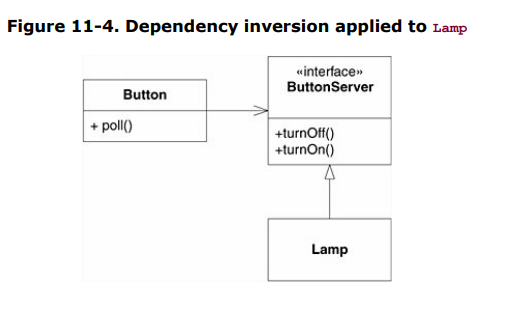 Figure 11-4. Dependency inversion applied to Lamp
«interface»
ButtonServer
Button
+ poll()
+turnOff()
+turnOn()
Lamp